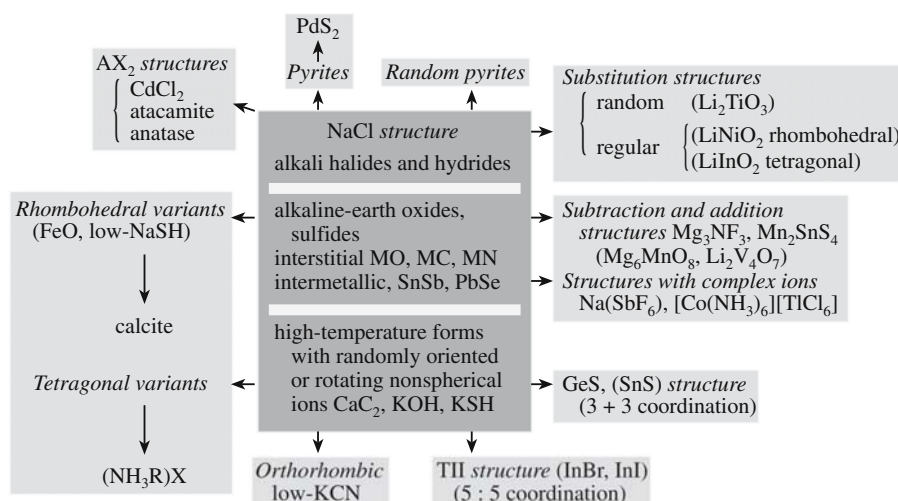 PdS₂
Pyrites
Random pyrites
AX₂ structures
CdCl₂
atacamite
anatase
Substitution structures
random (Li₂TiO₃)
regular (LiNiO₂ rhombohedral)
(LiInO₂ tetragonal)
NaCl structure
alkali halides and hydrides
alkaline-earth oxides,
sulfides
interstitial MO, MC, MN
intermetallic, SnSb, PbSe
high-temperature forms
with randomly oriented
or rotating nonspherical
ions CaC₂, KOH, KSH
Rhombohedral variants
(FeO, low-NaSH)
calcite
Tetragonal variants
(NH₃R)X
Subtraction and addition
structures Mg₃NF₃, Mn₂SnS₄
(Mg₆MnO₈, Li₂V₄O₇)
Structures with complex ions
Na(SbF₆), [Co(NH₃)₆][TlCl₆]
GeS, (SnS) structure
(3 + 3 coordination)
Orthorhombic
low-KCN
TII structure (InBr, InI)
(5 : 5 coordination)